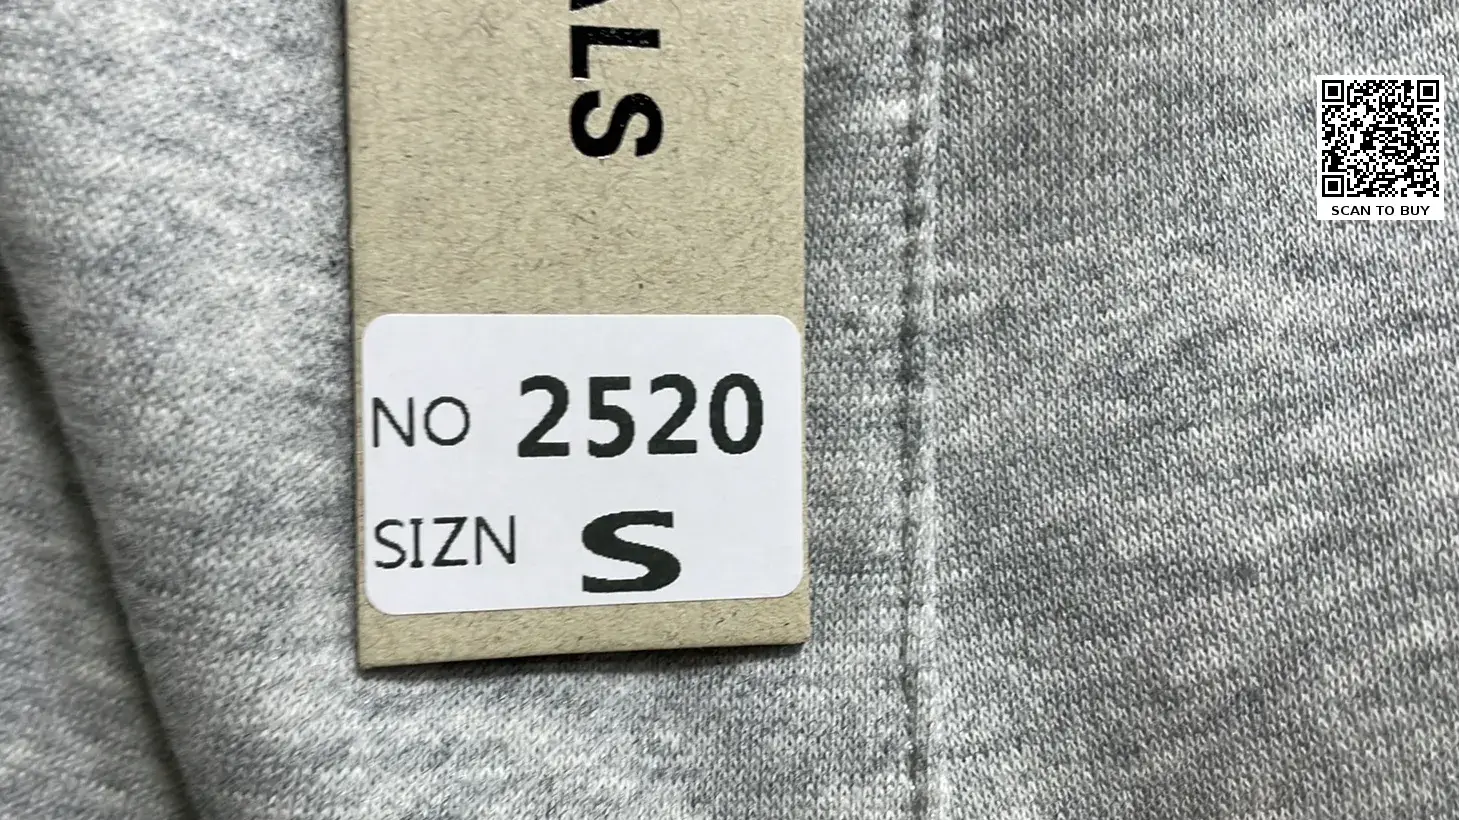 ALS
NO 2520
SIZN S
SCAN TO BUY